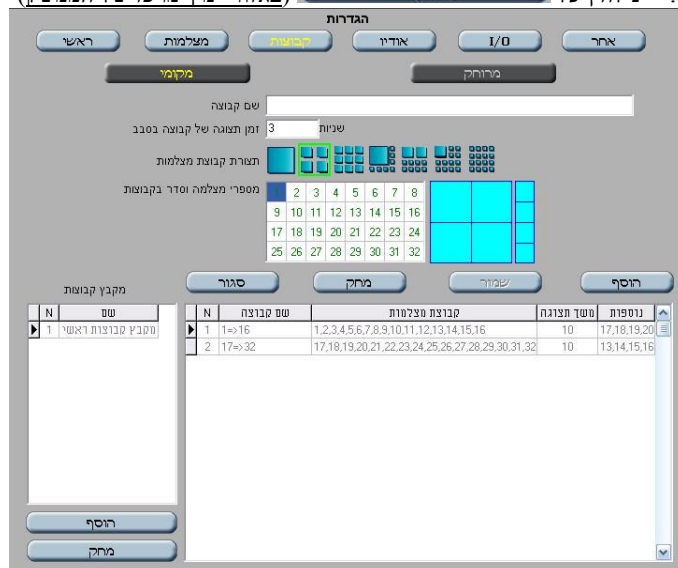 הגדרות
ראשי מצלמות קבוצות אודיו I/O אחר
מקומי מרוחק
שם קבוצה
זמן תצוגה של קבוצה בסבב 3 שניות
תצורת קבוצת מצלמות
מספרי מצלמה וסדר בקבוצות
1 2 3 4 5 6 7 8
9 10 11 12 13 14 15 16
17 18 19 20 21 22 23 24
25 26 27 28 29 30 31 32
סגור מחק שמור הוסף
מקבץ קבוצות
N שם
1 מקבץ קבוצות ראשי
N שם קבוצה קבוצת מצלמות משך תצוגה נוספות
1 1=>16 1,2,3,4,5,6,7,8,9,10,11,12,13,14,15,16 10 17,18,19,20
2 17=>32 17,18,19,20,21,22,23,24,25,26,27,28,29,30,31,32 10 13,14,15,16
הוסף
מחק